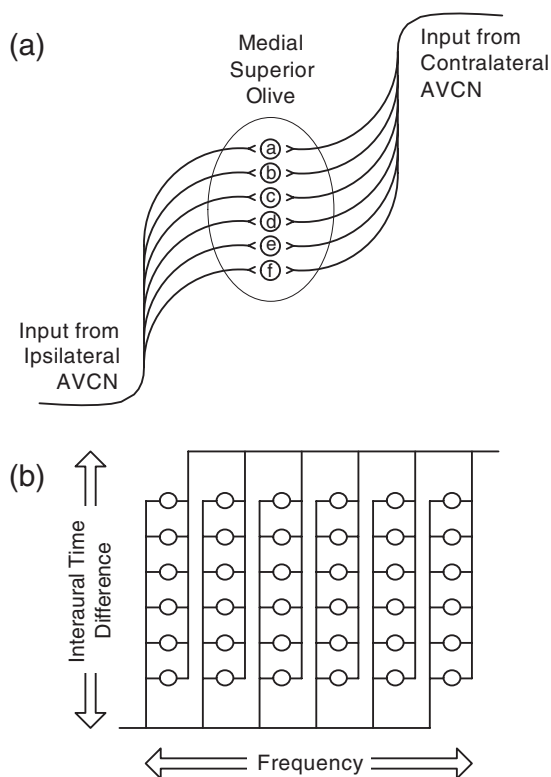 (a)
Medial
Superior
Olive
Input from
Contralateral
AVCN
a
b
c
d
e
f
Input from
Ipsilateral
AVCN
(b)
Interaural Time
Difference
Frequency